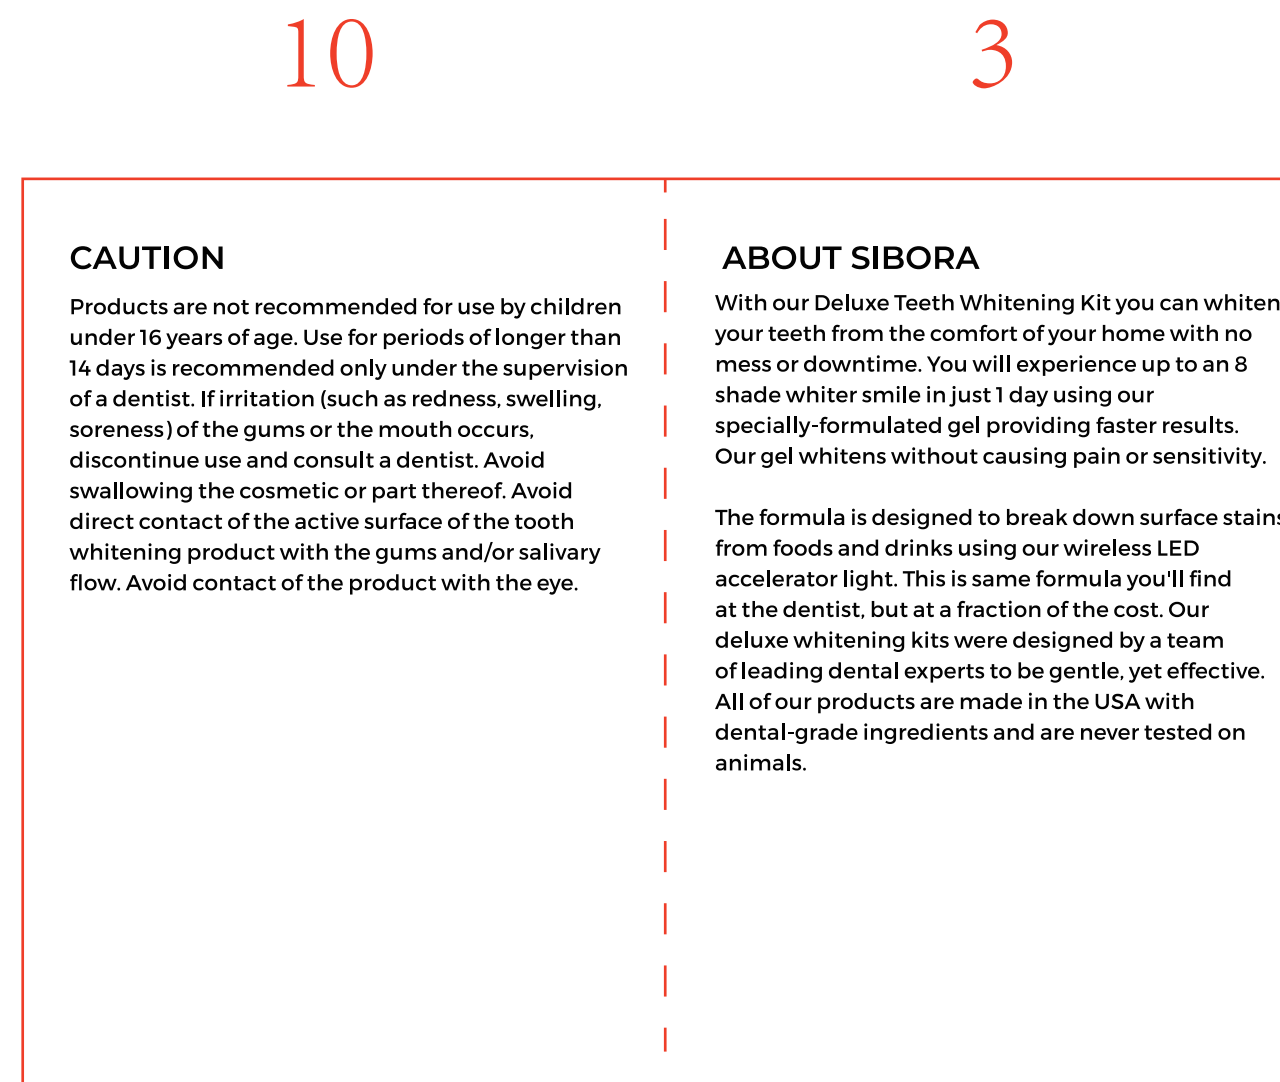 10
3
CAUTION
Products are not recommended for use by children
under 16 years of age. Use for periods of longer than
14 days is recommended only under the supervision
of a dentist. If irritation (such as redness, swelling,
soreness) of the gums or the mouth occurs,
discontinue use and consult a dentist. Avoid
swallowing the cosmetic or part thereof. Avoid
direct contact of the active surface of the tooth
whitening product with the gums and/or salivary
flow. Avoid contact of the product with the eye.
ABOUT SIBORA
With our Deluxe Teeth Whitening Kit you can whiten
your teeth from the comfort of your home with no
mess or downtime. You will experience up to an 8
shade whiter smile in just 1 day using our
specially-formulated gel providing faster results.
Our gel whitens without causing pain or sensitivity.
The formula is designed to break down surface stains
from foods and drinks using our wireless LED
accelerator light. This is same formula you'll find
at the dentist, but at a fraction of the cost. Our
deluxe whitening kits were designed by a team
of leading dental experts to be gentle, yet effective.
All of our products are made in the USA with
dental-grade ingredients and are never tested on
animals.